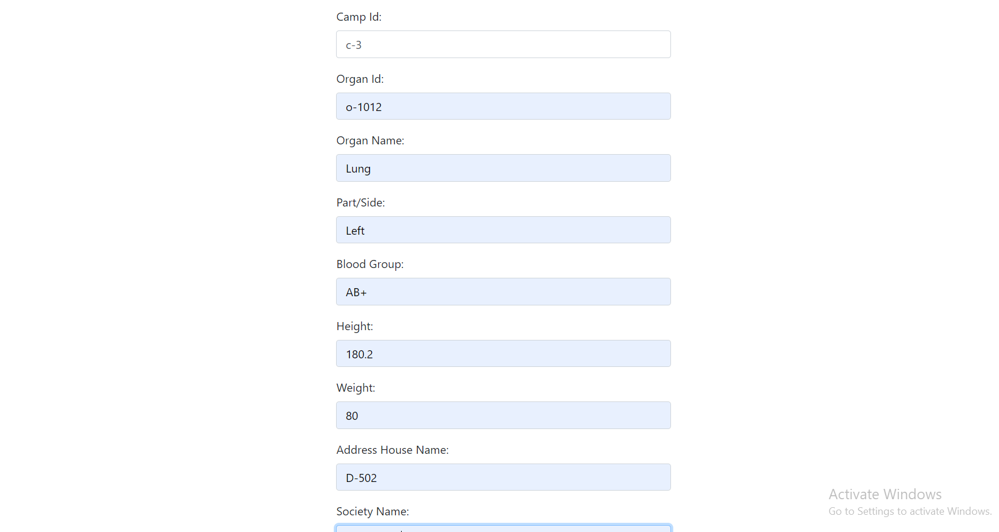 Camp Id:
c-3
Organ Id:
o-1012
Organ Name:
Lung
Part/Side:
Left
Blood Group:
AB+
Height:
180.2
Weight:
80
Address House Name:
D-502
Society Name:
Activate Windows
Go to Settings to activate Windows.